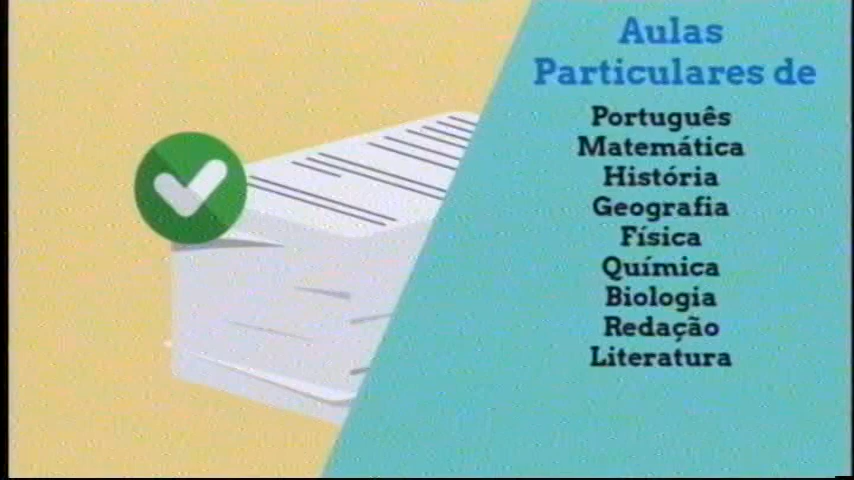 Aulas
Particulares de
Português
Matemática
História
Geografia
Física
Química
Biologia
Redação
Literatura